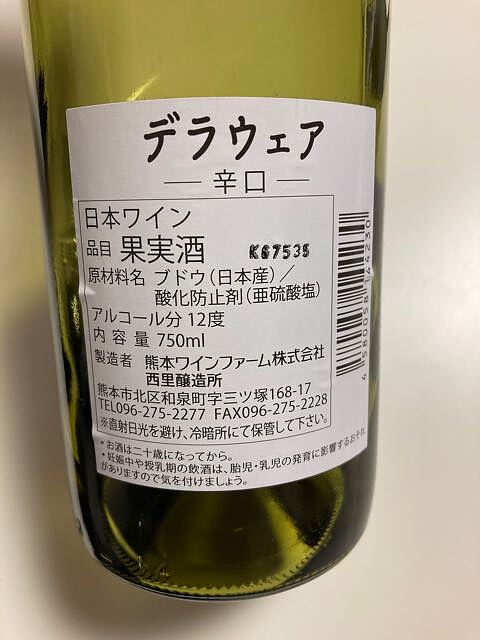 デラウェア
― 辛口 ―
日本ワイン
品目 果実酒 K67535
原材料名 ブドウ（日本産）／
酸化防止剤（亜硫酸塩）
アルコール分 12度
内 容 量 750ml
製造者 熊本ワインファーム株式会社
西里醸造所
熊本市北区和泉町字三ツ塚168-17
TEL096-275-2277 FAX096-275-2228
※直射日光を避け、冷暗所にて保管して下さい。
・お酒は二十歳になってから。
・妊娠中や授乳期の飲酒は、胎児・乳児の発育に影響するおそれ
がありますので気を付けましょう。
4 580058 144230